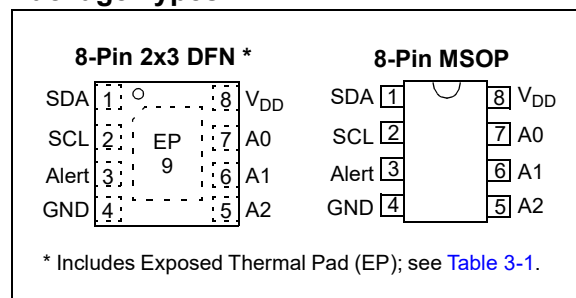 8-Pin 2x3 DFN *
8-Pin MSOP
SDA 1 8 VDD
SCL 2 7 A0
Alert 3 6 A1
GND 4 5 A2
EP
9
SDA 1 8 VDD
SCL 2 7 A0
Alert 3 6 A1
GND 4 5 A2
* Includes Exposed Thermal Pad (EP); see Table 3-1.